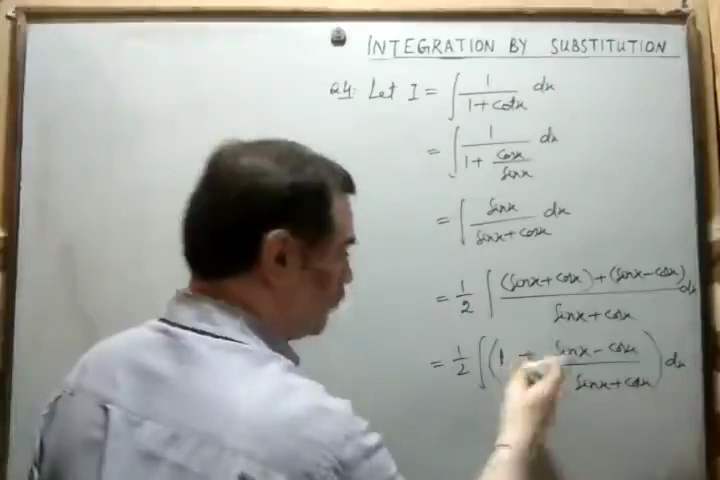 INTEGRATION BY SUBSTITUTION
Q4. Let I = ∫ 1/(1 + cotx) dx
= ∫ 1/(1 + cosx/sinx) dx
= ∫ sinx/(sinx + cosx) dx
= 1/2 ∫ ((sinx + cosx) + (sinx - cosx))/(sinx + cosx) dx
= 1/2 ∫ (1 + (sinx - cosx)/(sinx + cosx)) dx